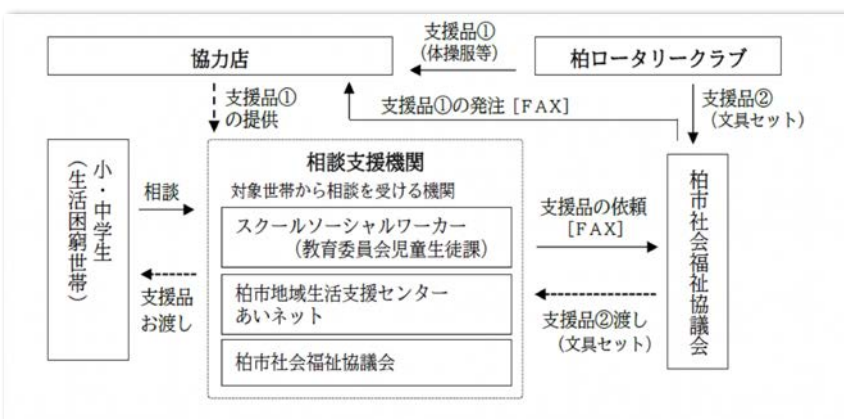 支援品①
(体操服等)
協力店
柏ロータリークラブ
支援品①
の提供
支援品①の発注 [FAX]
支援品②
(文具セット)
小・中学生
(生活困窮世帯)
相談
支援品
お渡し
相談支援機関
対象世帯から相談を受ける機関
スクールソーシャルワーカー
(教育委員会児童生徒課)
柏市地域生活支援センター
あいネット
柏市社会福祉協議会
支援品の依頼
[FAX]
支援品②渡し
(文具セット)
柏市社会福祉協議会